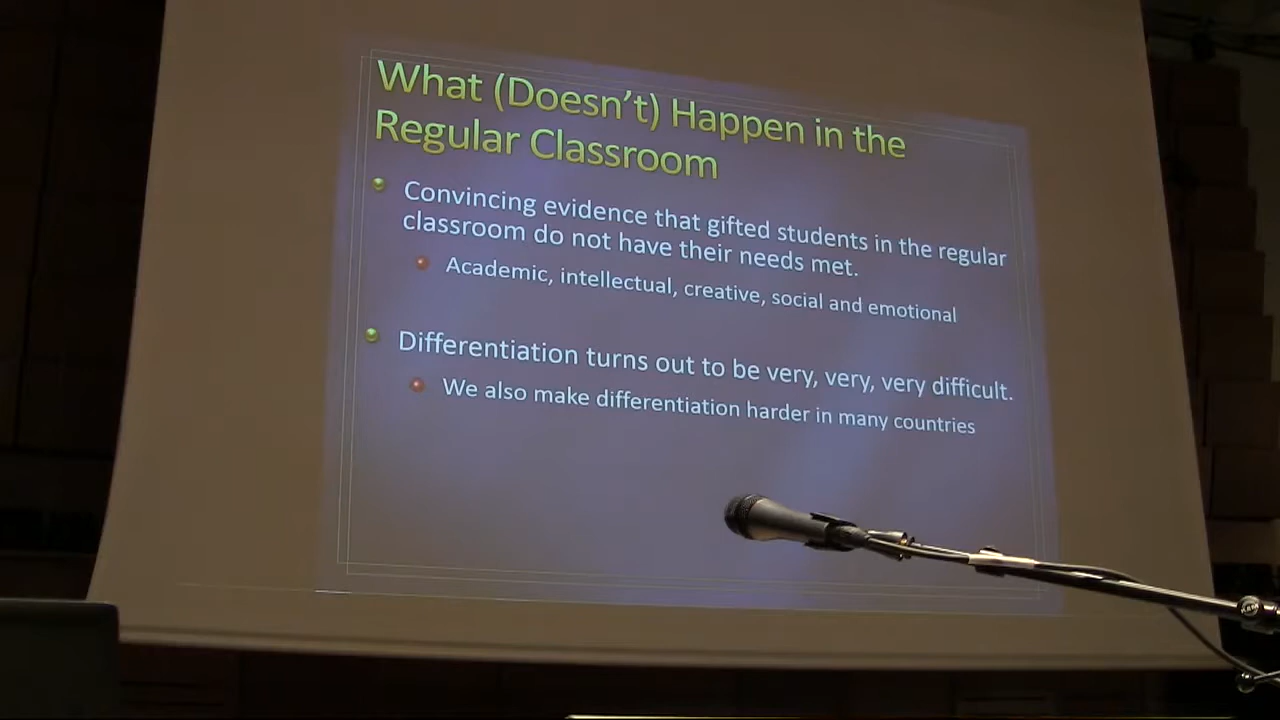 What (Doesn't) Happen in the
Regular Classroom
Convincing evidence that gifted students in the regular
classroom do not have their needs met.
Academic, intellectual, creative, social and emotional
Differentiation turns out to be very, very, very difficult.
We also make differentiation harder in many countries